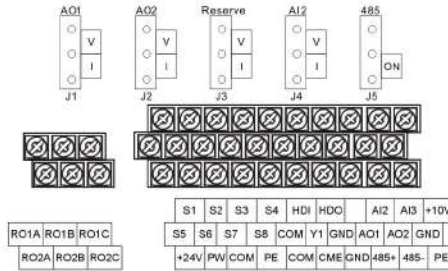 AO1 AO2 Reserve AI2 485
V V V V
I I I I ON
J1 J2 J3 J4 J5
S1 S2 S3 S4 HDI HDO AI2 AI3 +10V
RO1A RO1B RO1C S5 S6 S7 S8 COM Y1 GND AO1 AO2 GND
RO2A RO2B RO2C +24V PW COM PE COM CME GND 485+ 485- PE